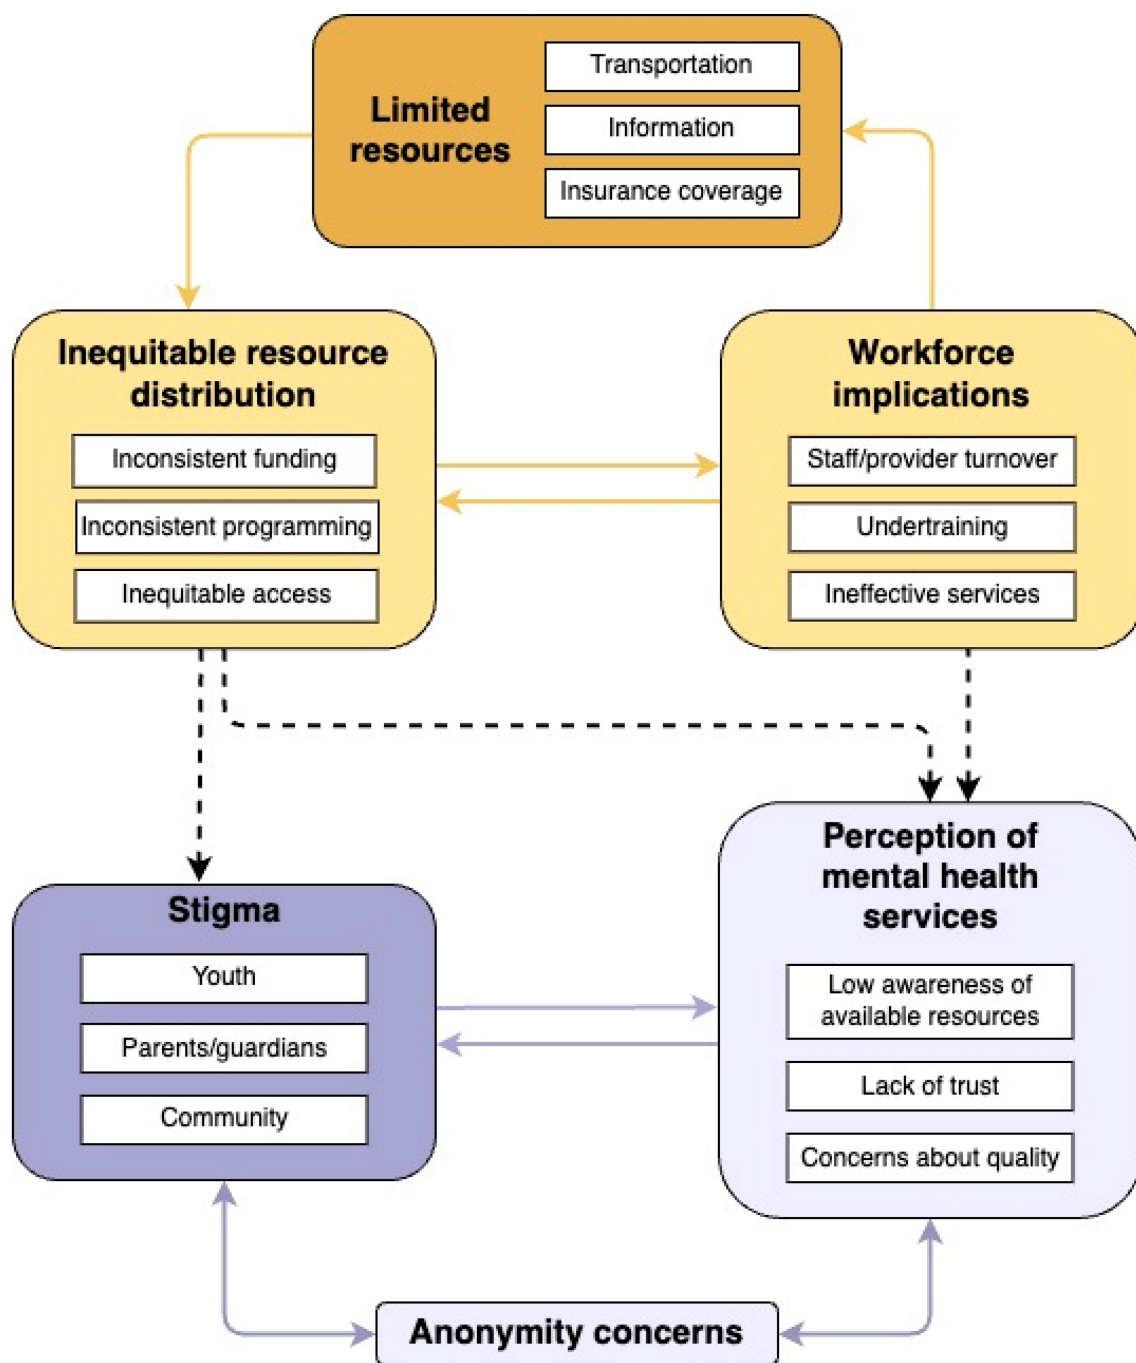 Limited
resources
Transportation
Information
Insurance coverage
Inequitable resource
distribution
Inconsistent funding
Inconsistent programming
Inequitable access
Workforce
implications
Staff/provider turnover
Undertraining
Ineffective services
Stigma
Youth
Parents/guardians
Community
Perception of
mental health
services
Low awareness of
available resources
Lack of trust
Concerns about quality
Anonymity concerns